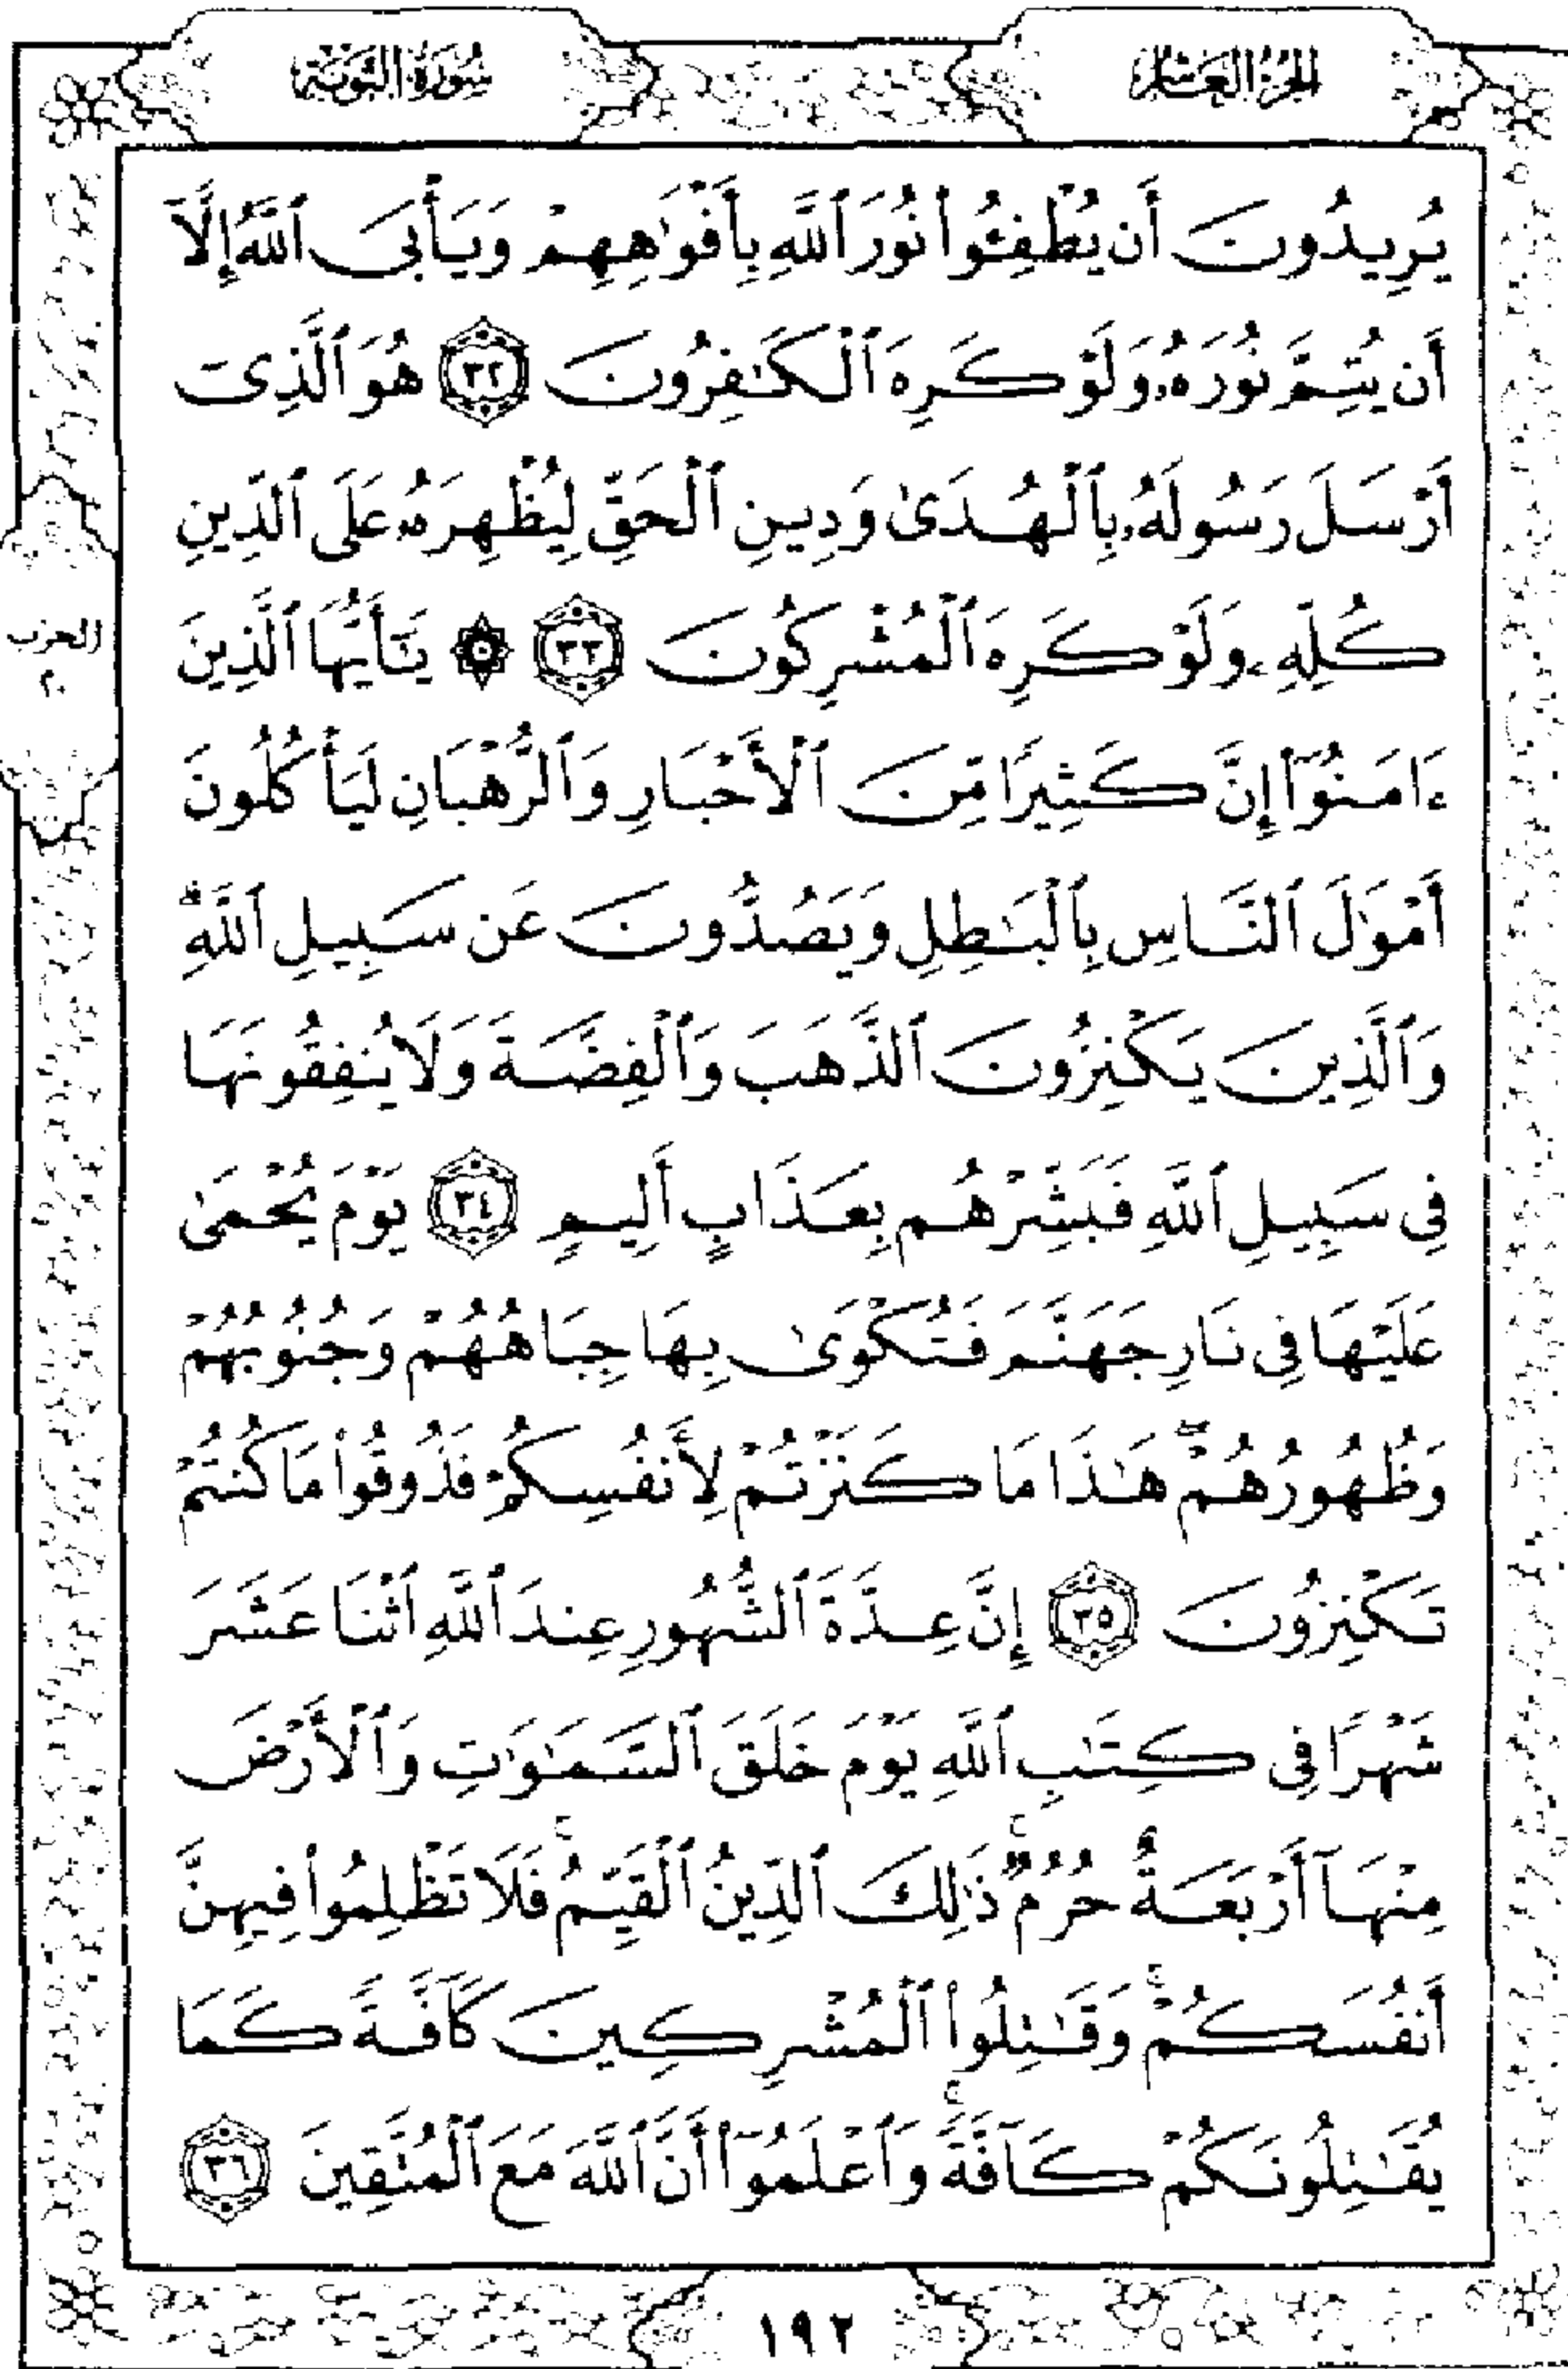 الجزء العاشر
سورة التوبة
يُرِيدُونَ أَن يُطْفِـُٔوا۟ نُورَ ٱللَّهِ بِأَفْوَٰهِهِمْ وَيَأْبَى ٱللَّهُ إِلَّآ
أَن يُتِمَّ نُورَهُۥ وَلَوْ كَرِهَ ٱلْكَـٰفِرُونَ ٣٢ هُوَ ٱلَّذِىٓ
أَرْسَلَ رَسُولَهُۥ بِٱلْهُدَىٰ وَدِينِ ٱلْحَقِّ لِيُظْهِرَهُۥ عَلَى ٱلدِّينِ
كُلِّهِۦ وَلَوْ كَرِهَ ٱلْمُشْرِكُونَ ٣٣ ۞ يَـٰٓأَيُّهَا ٱلَّذِينَ
ءَامَنُوٓا۟ إِنَّ كَثِيرًا مِّنَ ٱلْأَحْبَارِ وَٱلرُّهْبَانِ لَيَأْكُلُونَ
أَمْوَٰلَ ٱلنَّاسِ بِٱلْبَـٰطِلِ وَيَصُدُّونَ عَن سَبِيلِ ٱللَّهِ ۗ
وَٱلَّذِينَ يَكْنِزُونَ ٱلذَّهَبَ وَٱلْفِضَّةَ وَلَا يُنفِقُونَهَا
فِى سَبِيلِ ٱللَّهِ فَبَشِّرْهُم بِعَذَابٍ أَلِيمٍ ٣٤ يَوْمَ يُحْمَىٰ
عَلَيْهَا فِى نَارِ جَهَنَّمَ فَتُكْوَىٰ بِهَا جِبَاهُهُمْ وَجُنُوبُهُمْ
وَظُهُورُهُمْ ۖ هَـٰذَا مَا كَنَزْتُمْ لِأَنفُسِكُمْ فَذُوقُوا۟ مَا كُنتُمْ
تَكْنِزُونَ ٣٥ إِنَّ عِدَّةَ ٱلشُّهُورِ عِندَ ٱللَّهِ ٱثْنَا عَشَرَ
شَهْرًا فِى كِتَـٰبِ ٱللَّهِ يَوْمَ خَلَقَ ٱلسَّمَـٰوَٰتِ وَٱلْأَرْضَ
مِنْهَآ أَرْبَعَةٌ حُرُمٌ ۚ ذَٰلِكَ ٱلدِّينُ ٱلْقَيِّمُ ۚ فَلَا تَظْلِمُوا۟ فِيهِنَّ
أَنفُسَكُمْ ۚ وَقَـٰتِلُوا۟ ٱلْمُشْرِكِينَ كَآفَّةً كَمَا
يُقَـٰتِلُونَكُمْ كَآفَّةً ۚ وَٱعْلَمُوٓا۟ أَنَّ ٱللَّهَ مَعَ ٱلْمُتَّقِينَ ٣٦
الحزب
١٩٢